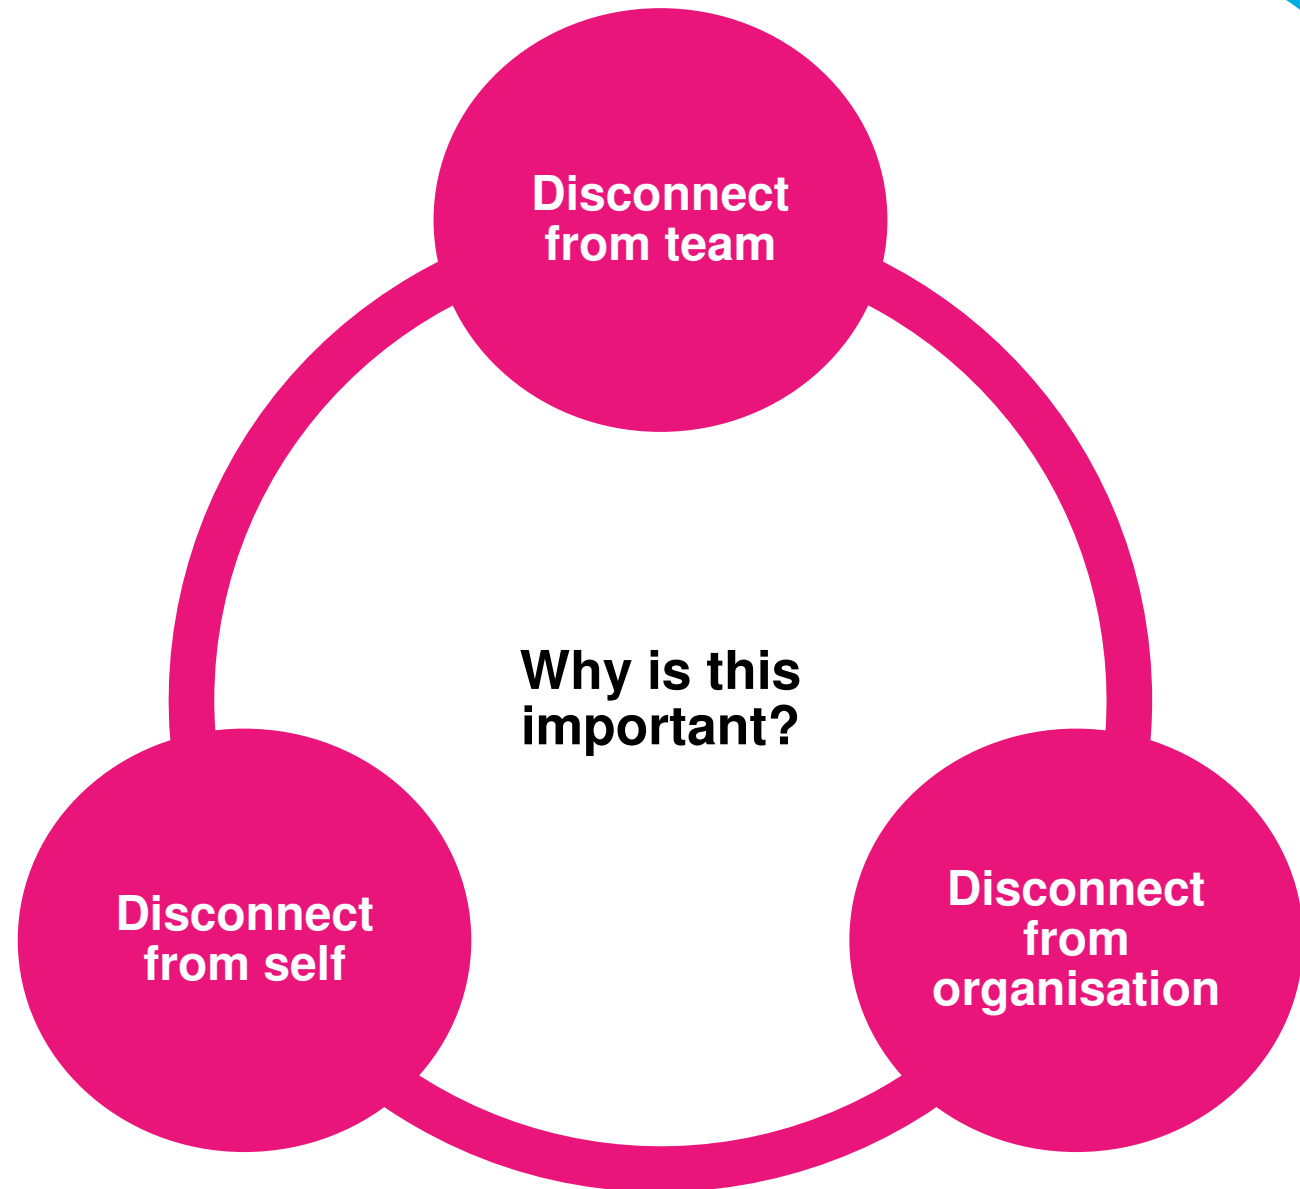 Disconnect
from team
Why is this
important?
Disconnect
from self
Disconnect
from
organisation